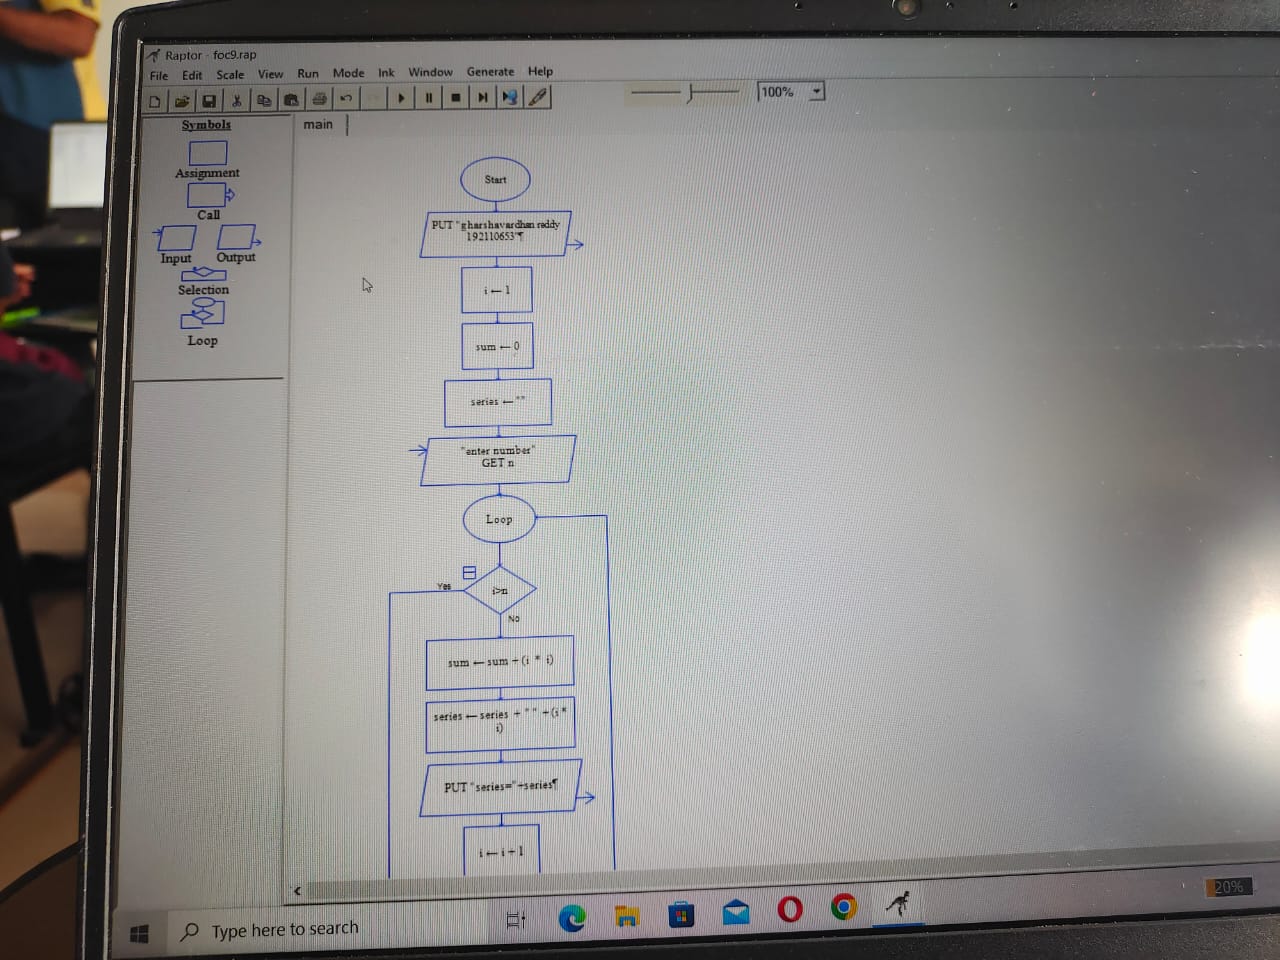 Raptor - foc9.rap
File Edit Scale View Run Mode Ink Window Generate Help
100%
Symbols
main
Assignment
Call
Input Output
Selection
Loop
Start
PUT "gharshavardhan reddy
192110653"¶
i ← 1
sum ← 0
series ← ""
"enter number"
GET n
Loop
i>n
Yes
No
sum ← sum + (i * i)
series ← series + " " +(i *
i)
PUT "series="+series¶
i ← i + 1
20%
Type here to search